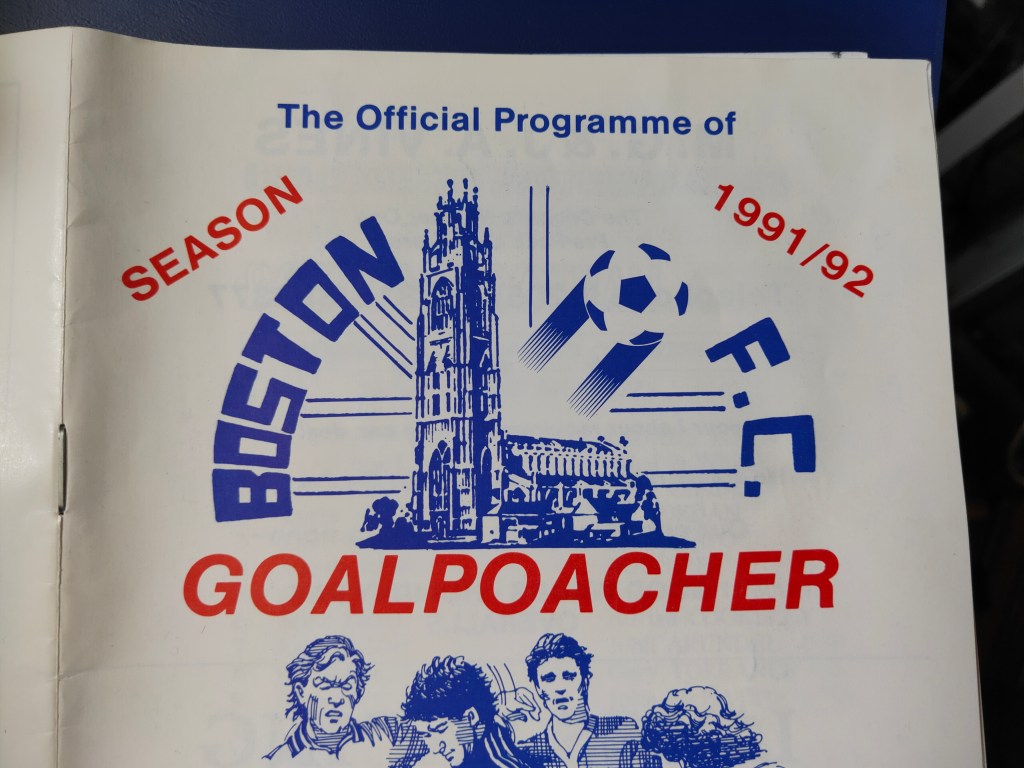 The Official Programme of
SEASON
1991/92
BOSTON
F.C.
GOALPOACHER